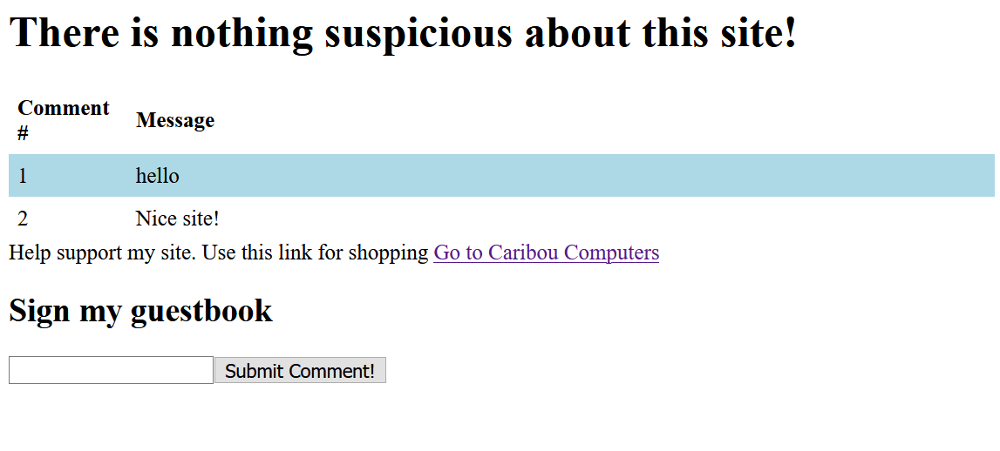 There is nothing suspicious about this site!
Comment
#
Message
1 hello
2 Nice site!
Help support my site. Use this link for shopping Go to Caribou Computers
Sign my guestbook
Submit Comment!